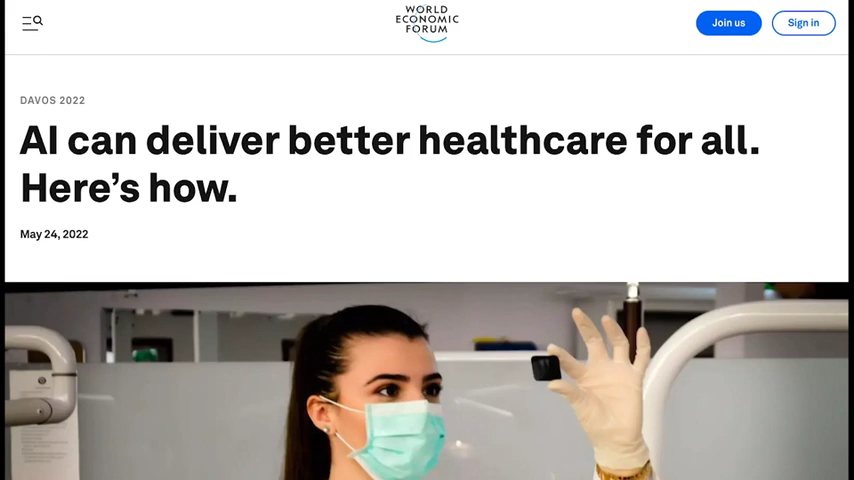 WORLD
ECONOMIC
FORUM
Join us
Sign in
DAVOS 2022
AI can deliver better healthcare for all.
Here’s how.
May 24, 2022